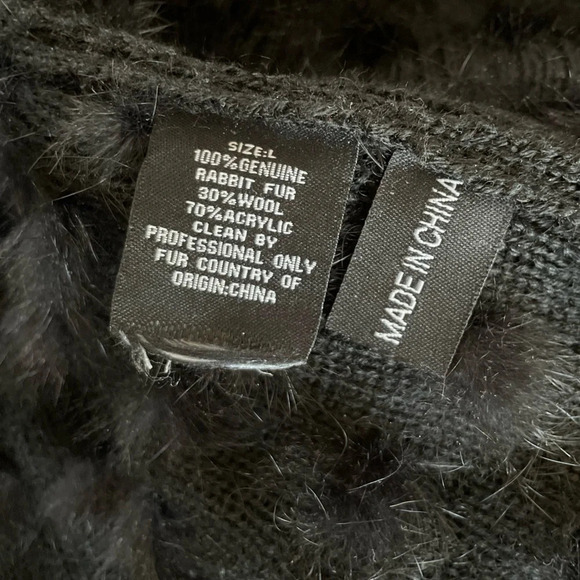 SIZE:L
100%GENUINE
RABBIT FUR
30%WOOL
70%ACRYLIC
CLEAN BY
PROFESSIONAL ONLY
FUR COUNTRY OF
ORIGIN:CHINA
MADE IN CHINA